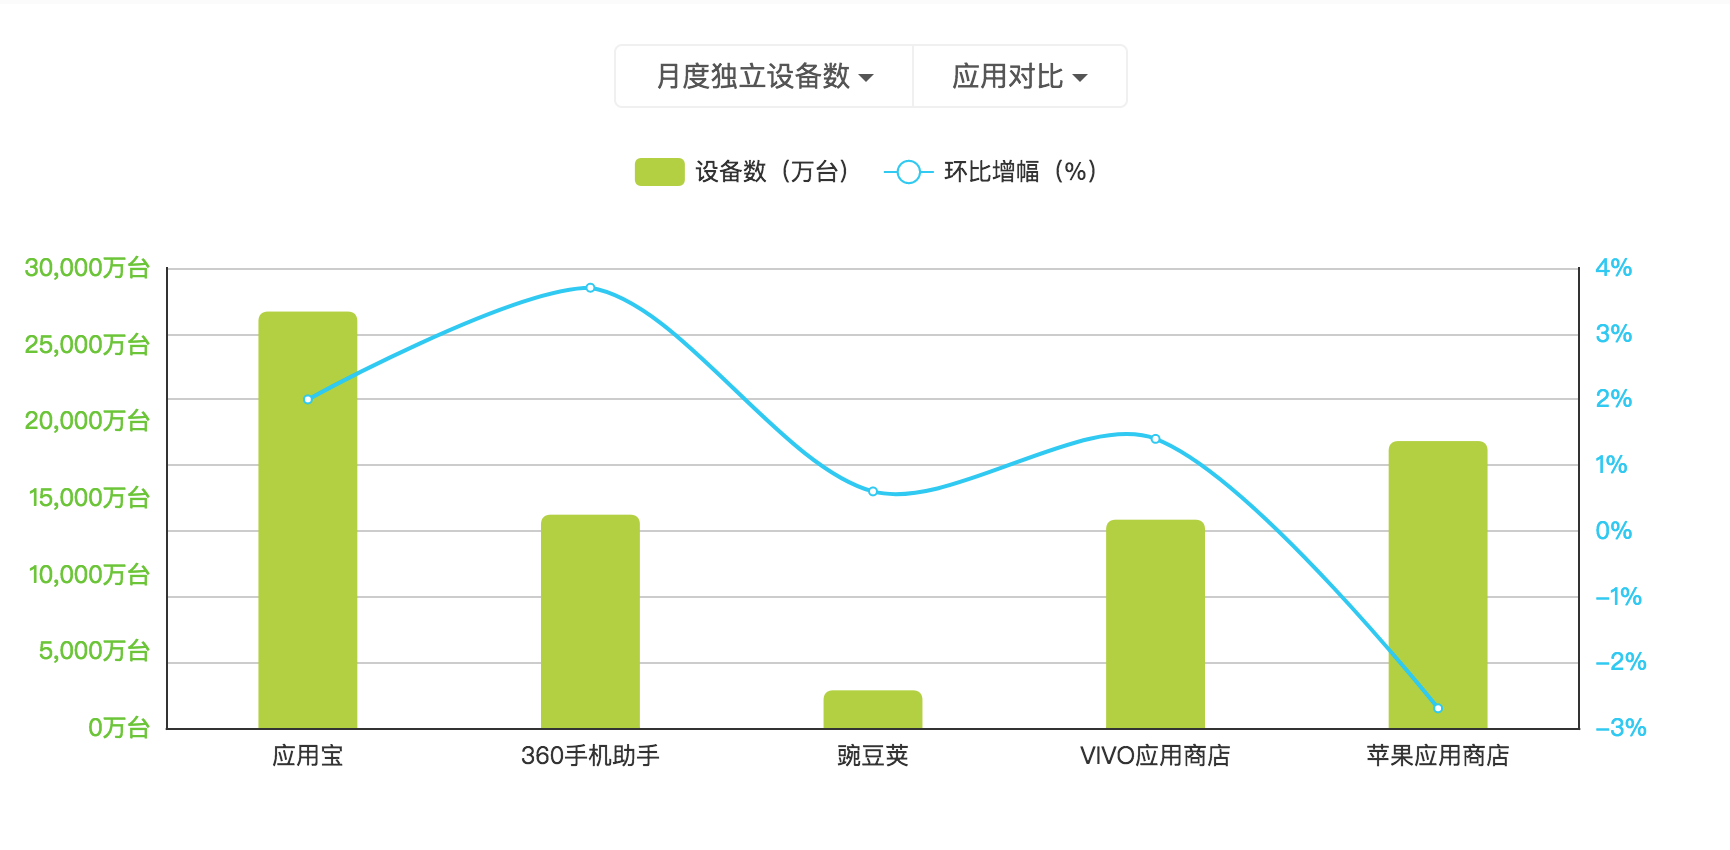 月度独立设备数 应用对比
设备数（万台） 环比增幅（%）
30,000万台
25,000万台
20,000万台
15,000万台
10,000万台
5,000万台
0万台
4%
3%
2%
1%
0%
–1%
–2%
–3%
应用宝 360手机助手 豌豆荚 VIVO应用商店 苹果应用商店